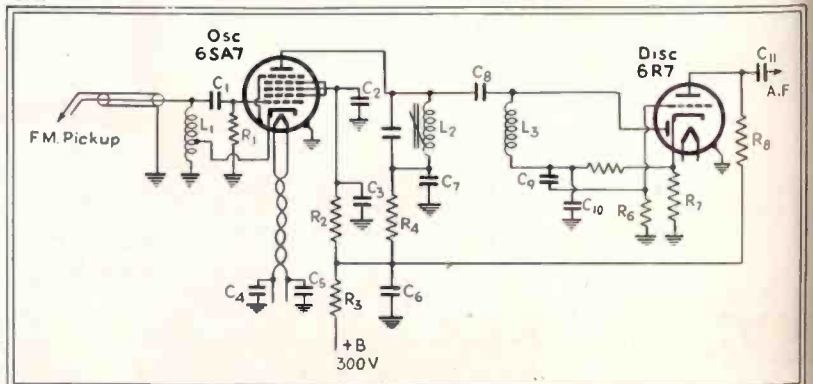 Osc
6SA7
Disc
6R7
C11
A.F
C1
C2
C8
F.M. Pickup
L1
R1
L2
L3
R8
C3
C7
C9
R2
R4
C10
R6
R7
C4
C5
R3
C6
+B
300V